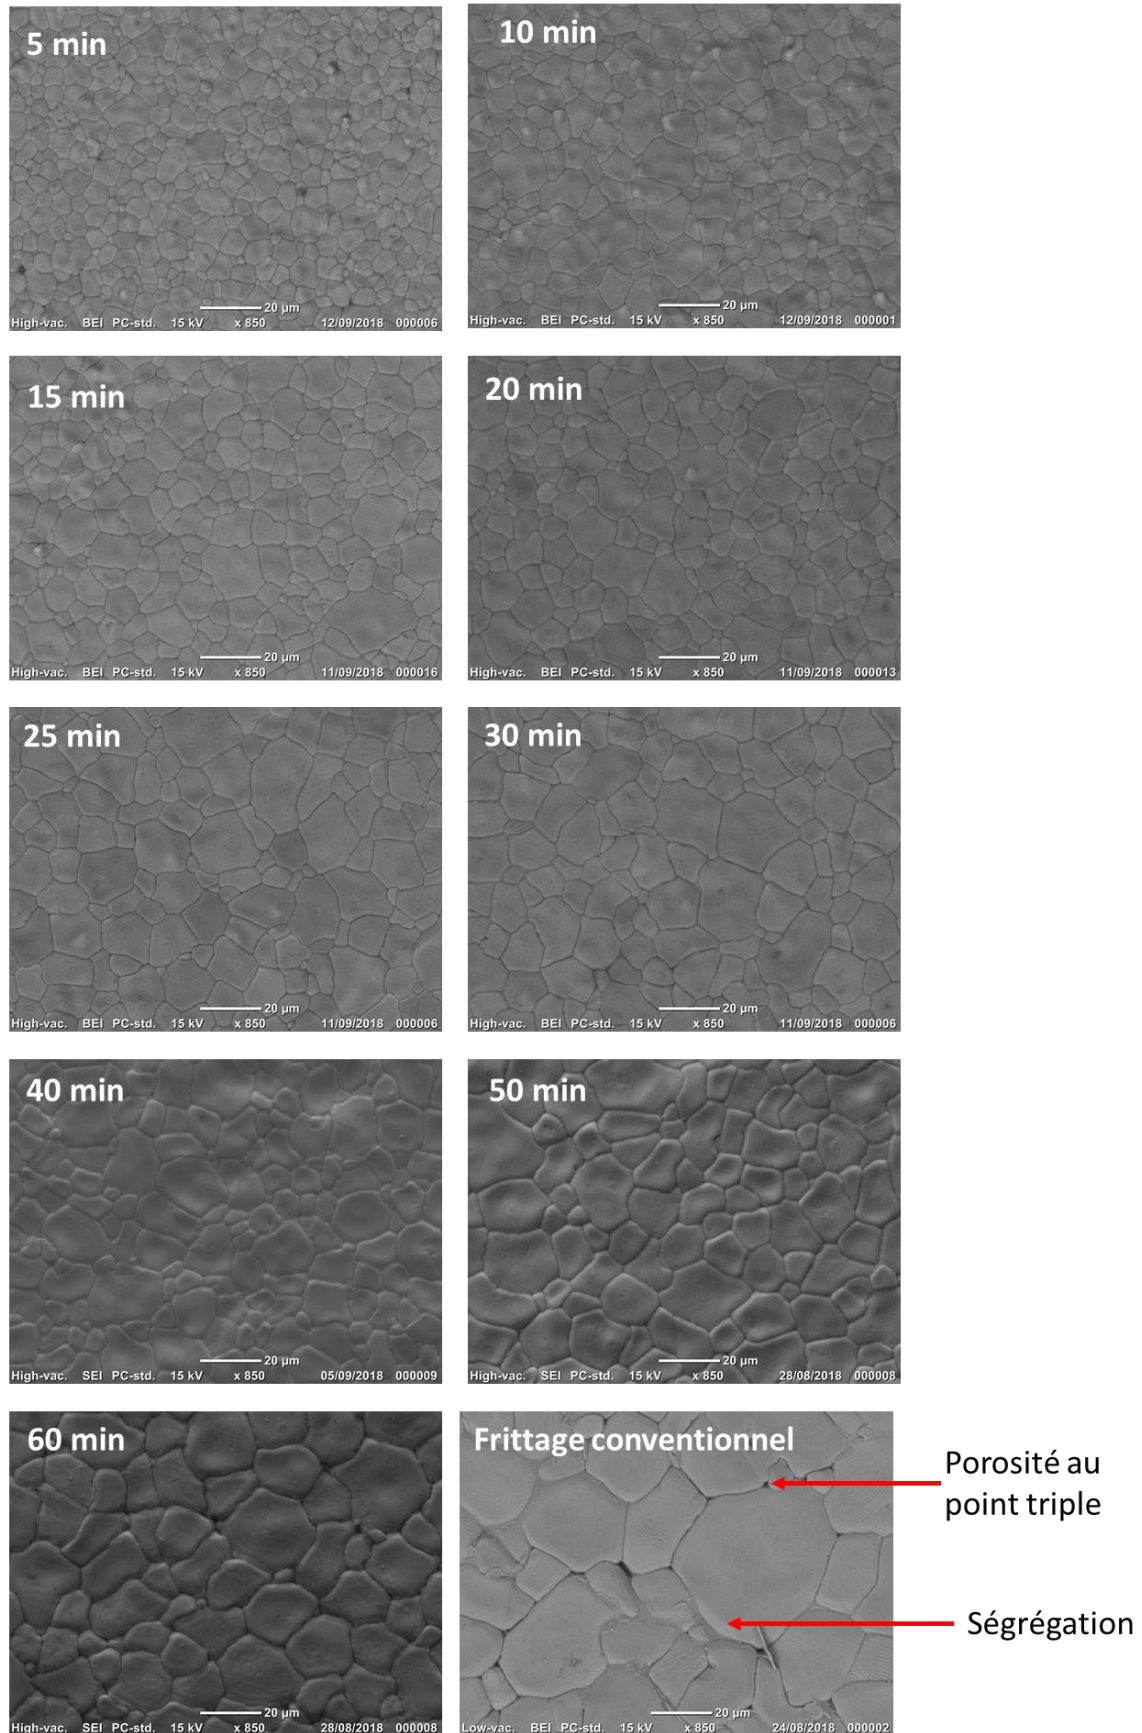 5 min
20 µm
High-vac. BEI PC-std. 15 kV x 850 12/09/2018 000006
10 min
20 µm
High-vac. BEI PC-std. 15 kV x 850 12/09/2018 000001
15 min
20 µm
High-vac. BEI PC-std. 15 kV x 850 11/09/2018 000016
20 min
20 µm
High-vac. BEI PC-std. 15 kV x 850 11/09/2018 000013
25 min
20 µm
High-vac. BEI PC-std. 15 kV x 850 11/09/2018 000006
30 min
20 µm
High-vac. BEI PC-std. 15 kV x 850 11/09/2018 000006
40 min
20 µm
High-vac. SEI PC-std. 15 kV x 850 05/09/2018 000009
50 min
20 µm
High-vac. SEI PC-std. 15 kV x 850 28/08/2018 000008
60 min
20 µm
High-vac. SEI PC-std. 15 kV x 850 28/08/2018 000008
Frittage conventionnel
20 µm
Low-vac. BEI PC-std. 15 kV x 850 24/08/2018 000002
Porosité au
point triple
Ségrégation